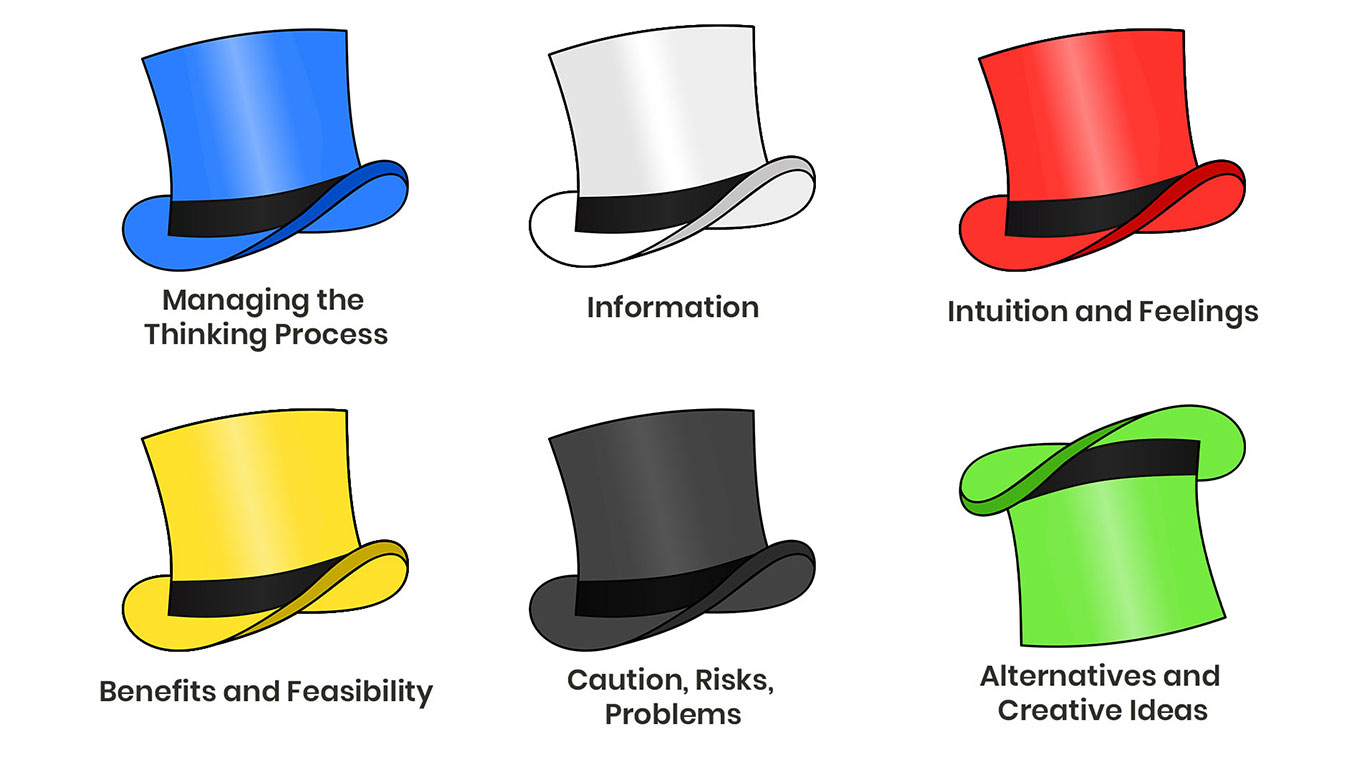 Managing the
Thinking Process
Information
Intuition and Feelings
Benefits and Feasibility
Caution, Risks,
Problems
Alternatives and
Creative Ideas